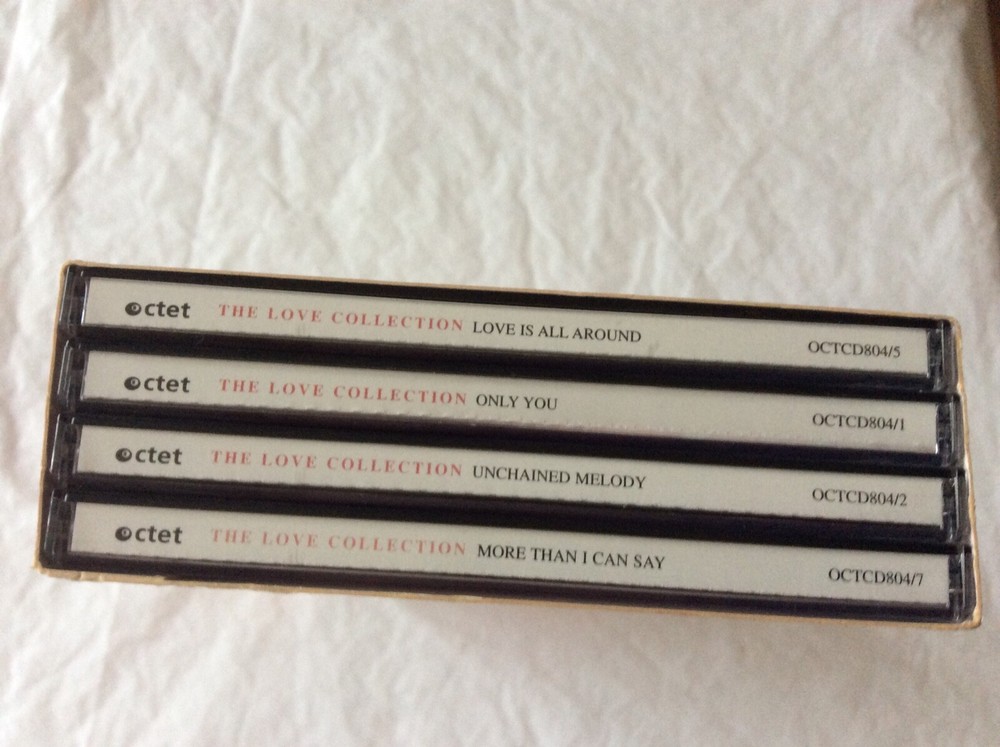 octet THE LOVE COLLECTION LOVE IS ALL AROUND OCTCD804/5
octet THE LOVE COLLECTION ONLY YOU OCTCD804/1
octet THE LOVE COLLECTION UNCHAINED MELODY OCTCD804/2
octet THE LOVE COLLECTION MORE THAN I CAN SAY OCTCD804/7